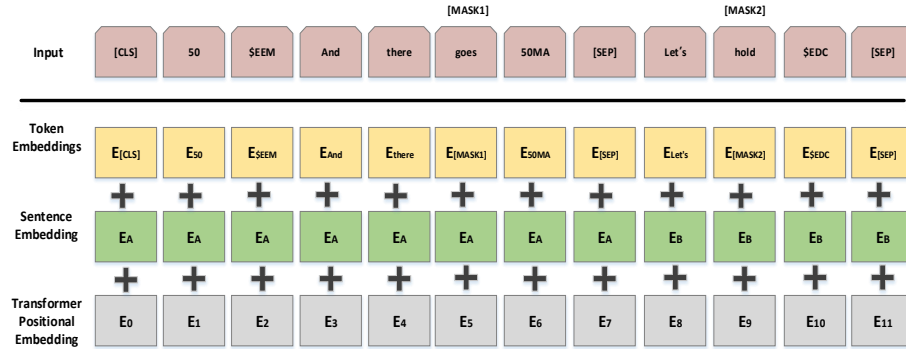 [MASK1] [MASK2]
Input [CLS] 50 $EEM And there goes 50MA [SEP] Let's hold $EDC [SEP]
Token
Embeddings
E[CLS] E50 E$EEM EAnd Ethere E[MASK1] E50MA E[SEP] ELet's E[MASK2] E$EDC E[SEP]
+ + + + + + + + + + + +
Sentence
Embedding
EA EA EA EA EA EA EA EA EB EB EB EB
+ + + + + + + + + + + +
Transformer
Positional
Embedding
E0 E1 E2 E3 E4 E5 E6 E7 E8 E9 E10 E11